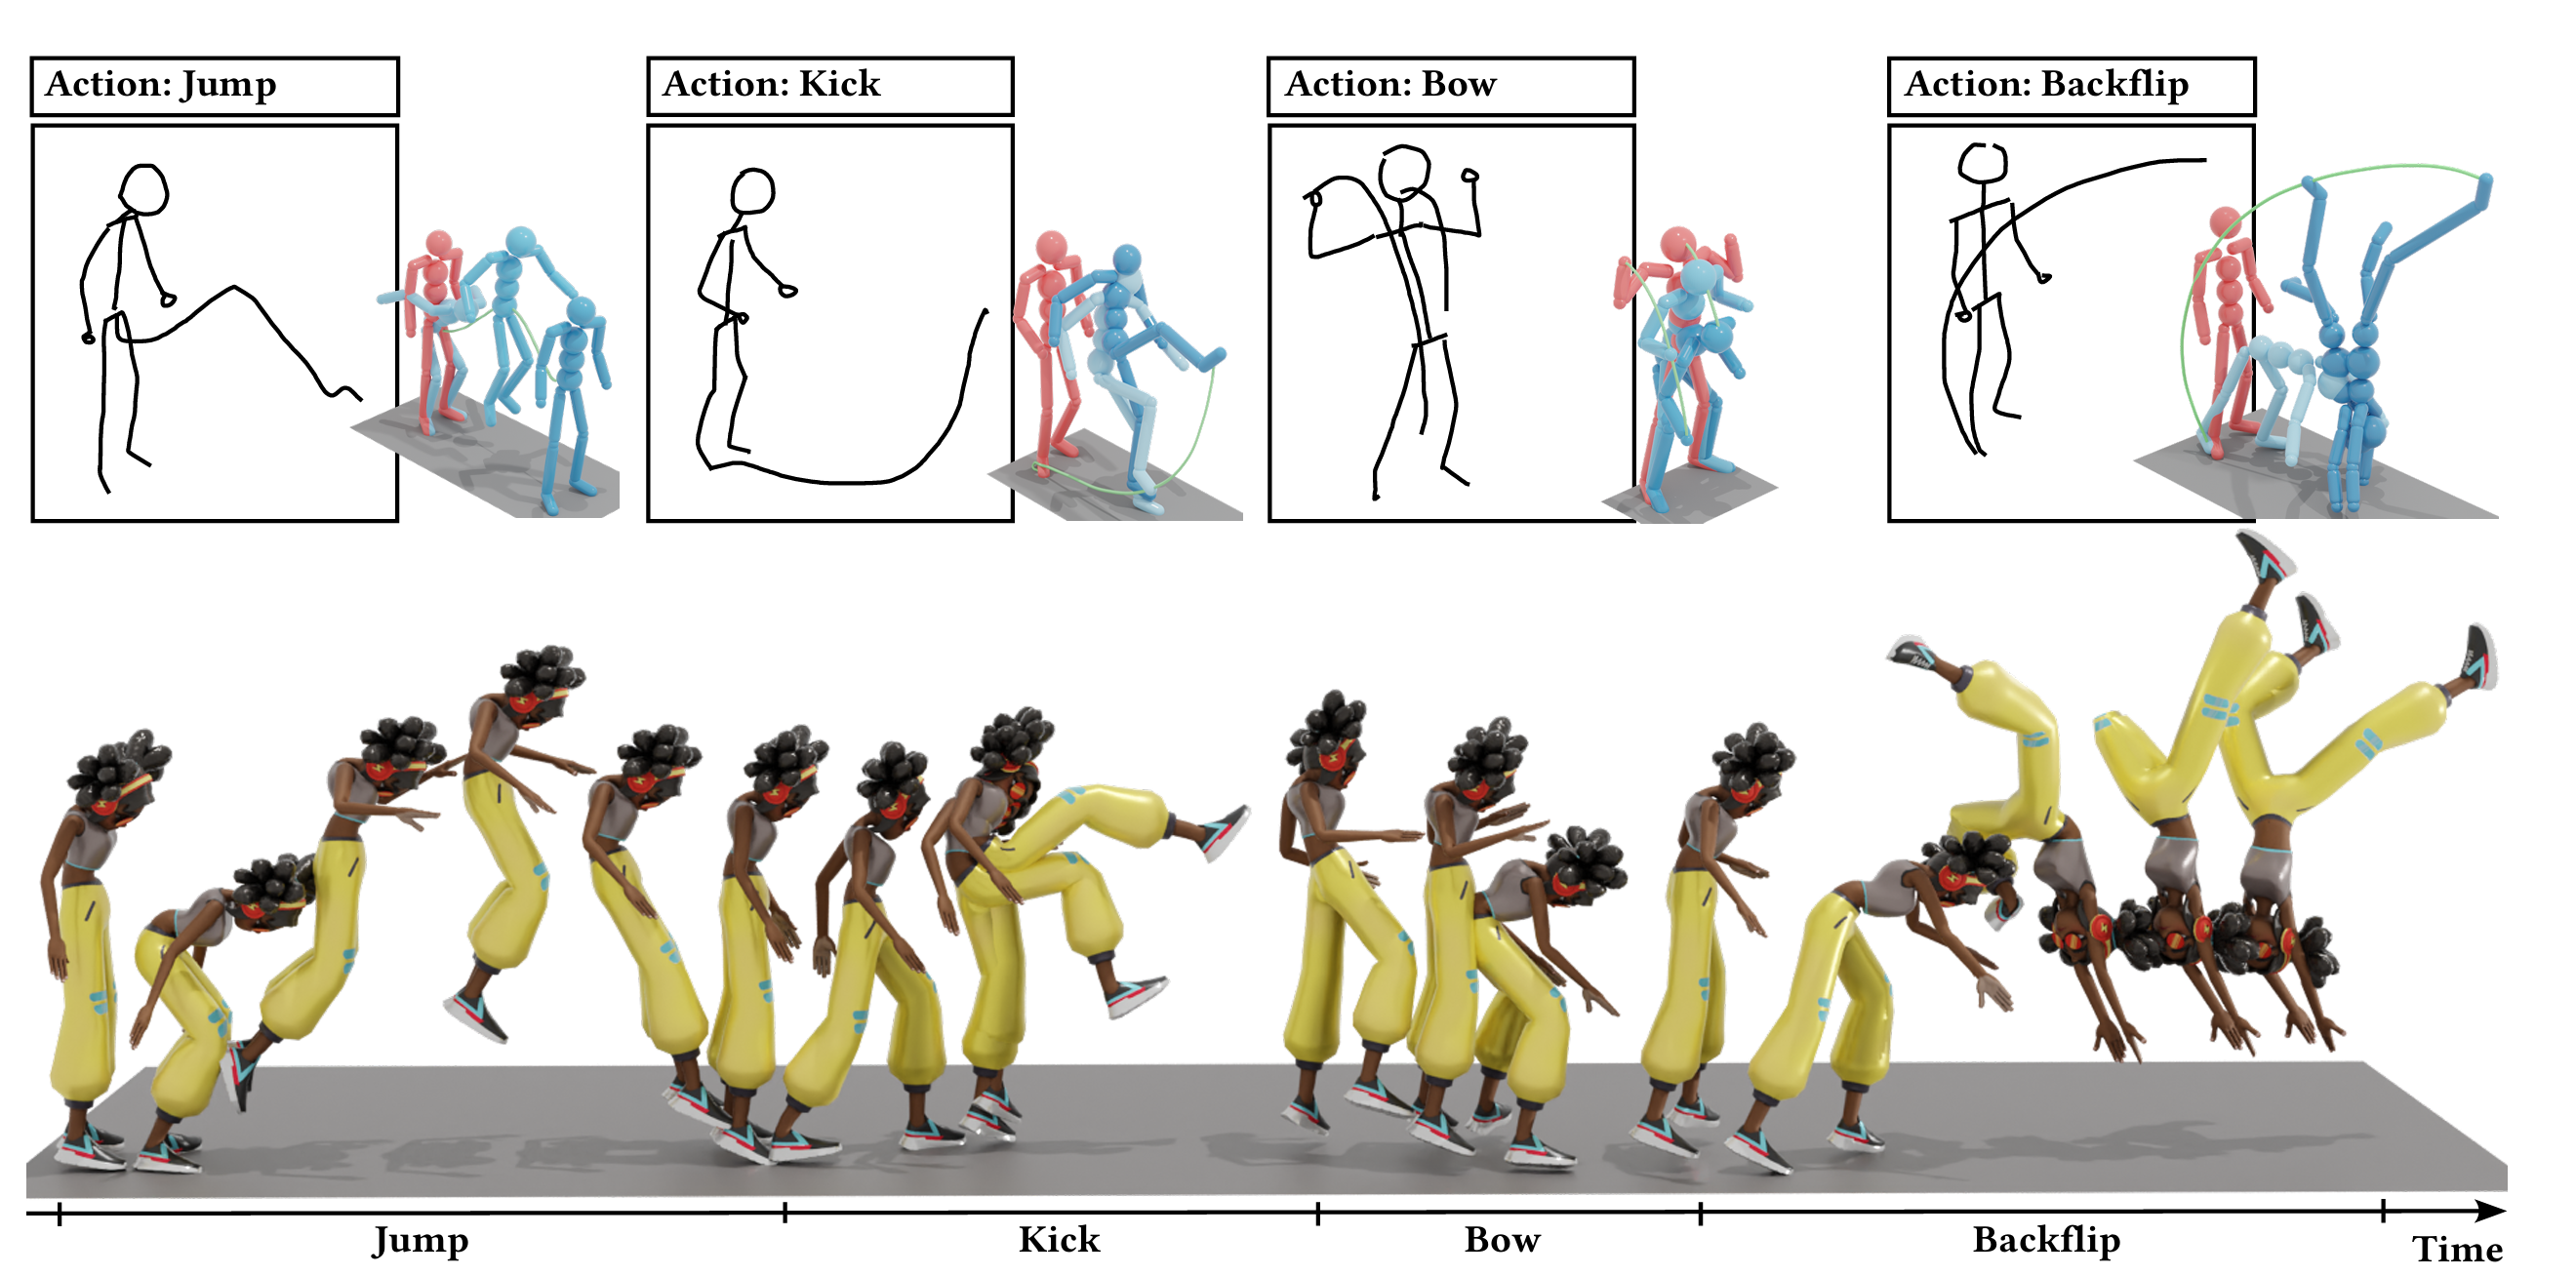 Action: Jump
Action: Kick
Action: Bow
Action: Backflip
Jump
Kick
Bow
Backflip
Time